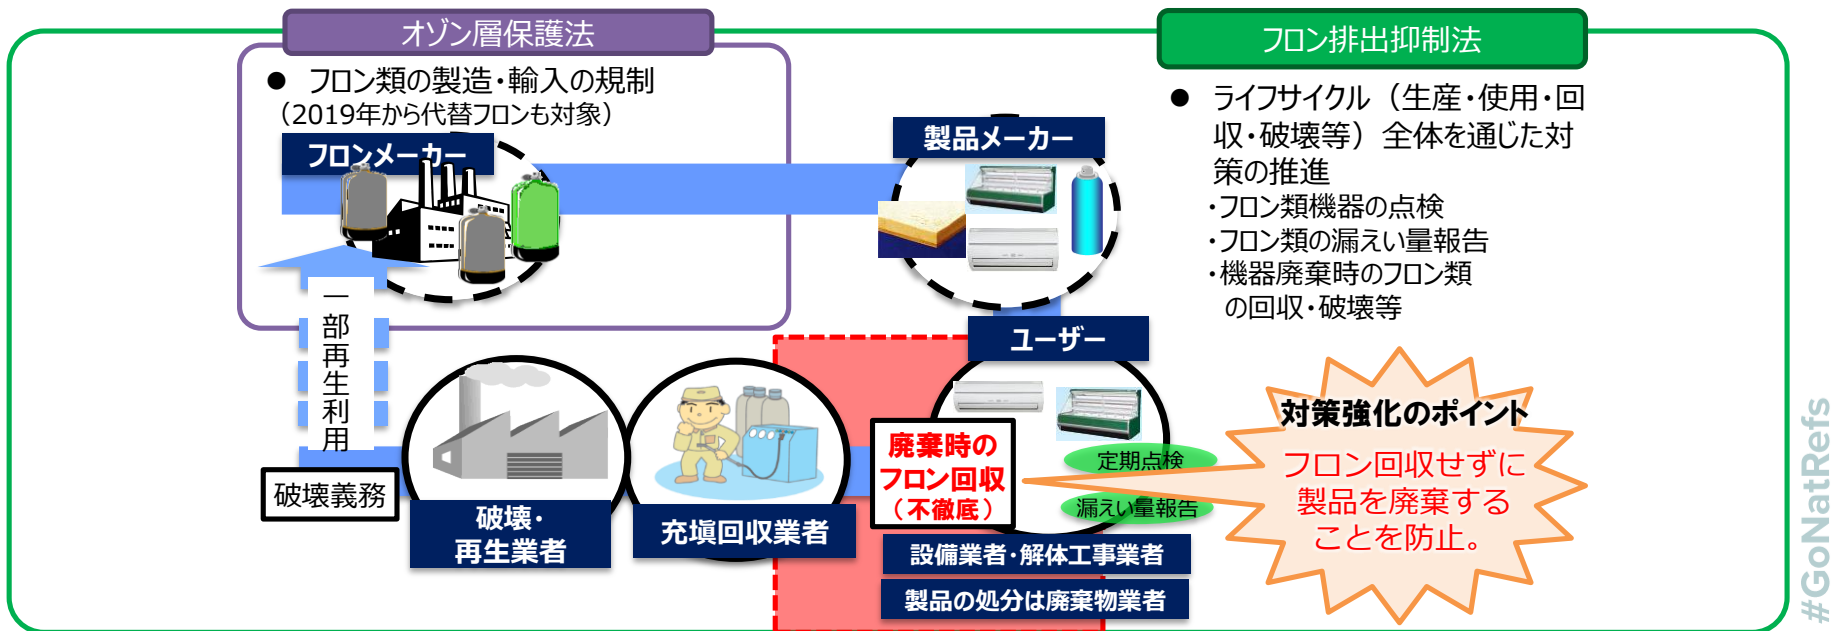 オゾン層保護法
● フロン類の製造・輸入の規制
（2019年から代替フロンも対象）
フロンメーカー
製品メーカー
フロン排出抑制法
● ライフサイクル（生産・使用・回
収・破壊等）全体を通じた対
策の推進
・フロン類機器の点検
・フロン類の漏えい量報告
・機器廃棄時のフロン類
の回収・破壊等
一部再生利用
破壊義務
破壊・
再生業者
充塡回収業者
ユーザー
廃棄時の
フロン回収
（不徹底）
定期点検
漏えい量報告
設備業者・解体工事業者
製品の処分は廃棄物業者
対策強化のポイント
フロン回収せずに
製品を廃棄する
ことを防止。
#GoNatRefs